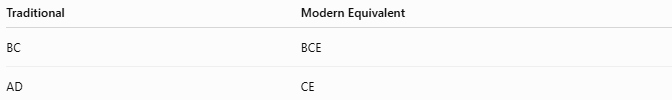 Traditional Modern Equivalent
BC BCE
AD CE